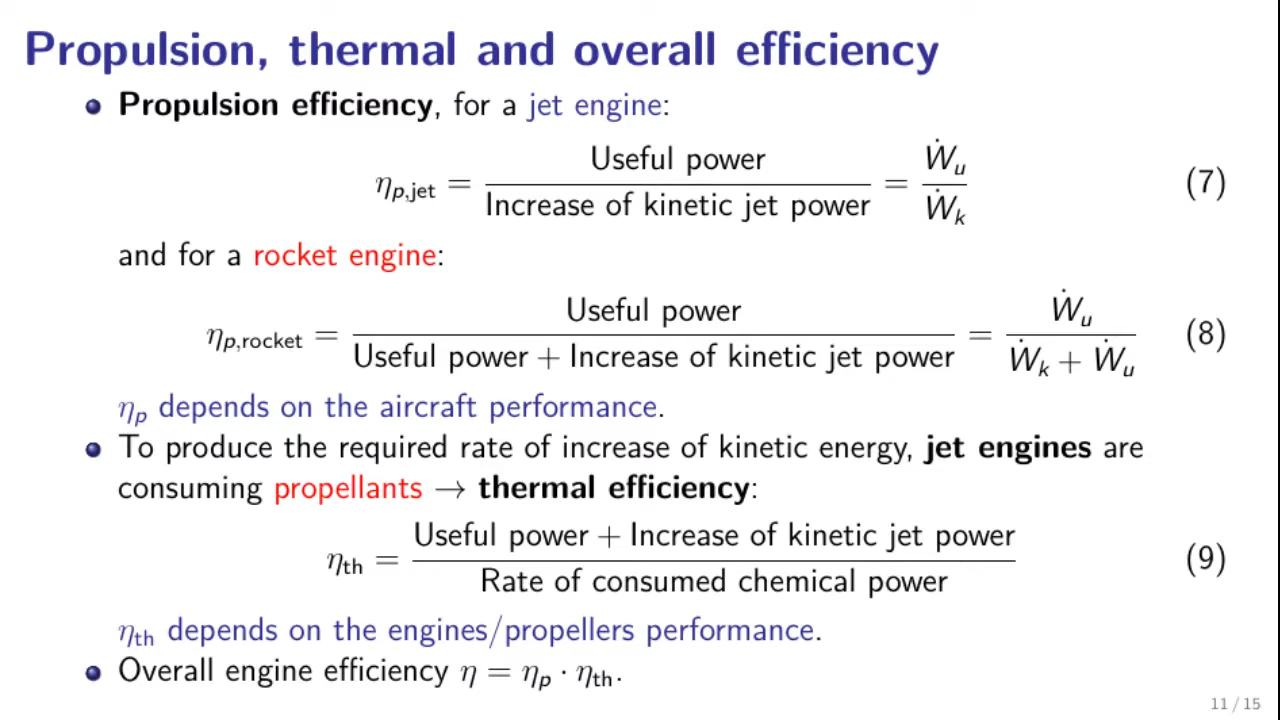 Propulsion, thermal and overall efficiency
Propulsion efficiency, for a jet engine:
η_{p,jet} = Useful power / Increase of kinetic jet power = Ẇ_u / Ẇ_k (7)
and for a rocket engine:
η_{p,rocket} = Useful power / Useful power + Increase of kinetic jet power = Ẇ_u / Ẇ_k + Ẇ_u (8)
η_p depends on the aircraft performance.
To produce the required rate of increase of kinetic energy, jet engines are
consuming propellants → thermal efficiency:
η_th = Useful power + Increase of kinetic jet power / Rate of consumed chemical power (9)
η_th depends on the engines/propellers performance.
Overall engine efficiency η = η_p · η_th.
11 / 15